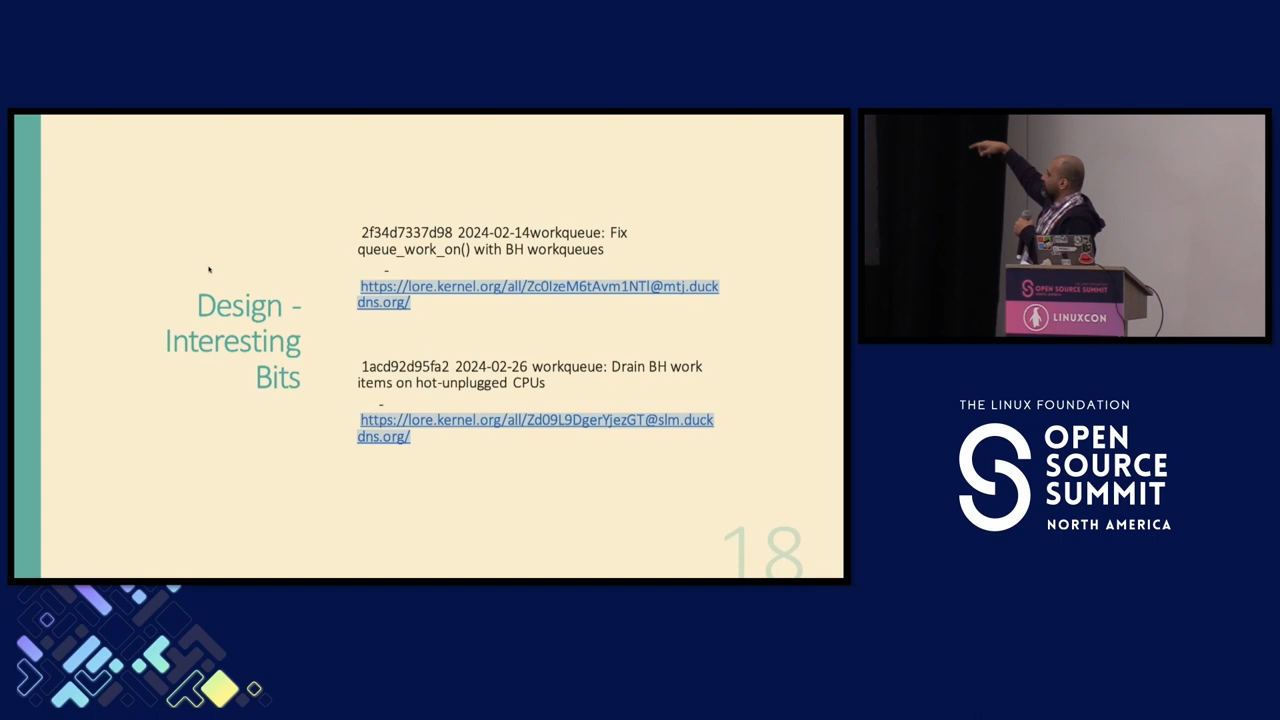 Design -
Interesting
Bits
2f34d7337d98 2024-02-14workqueue: Fix
queue_work_on() with BH workqueues
-
https://lore.kernel.org/all/Zc0IzeM6tAvm1NTl@mtj.duck
dns.org/
1acd92d95fa2 2024-02-26 workqueue: Drain BH work
items on hot-unplugged CPUs
-
https://lore.kernel.org/all/Zd09L9DgerYjezGT@slm.duck
dns.org/
18
OPEN SOURCE SUMMIT
LINUXCON
THE LINUX FOUNDATION
OPEN
SOURCE
SUMMIT
NORTH AMERICA